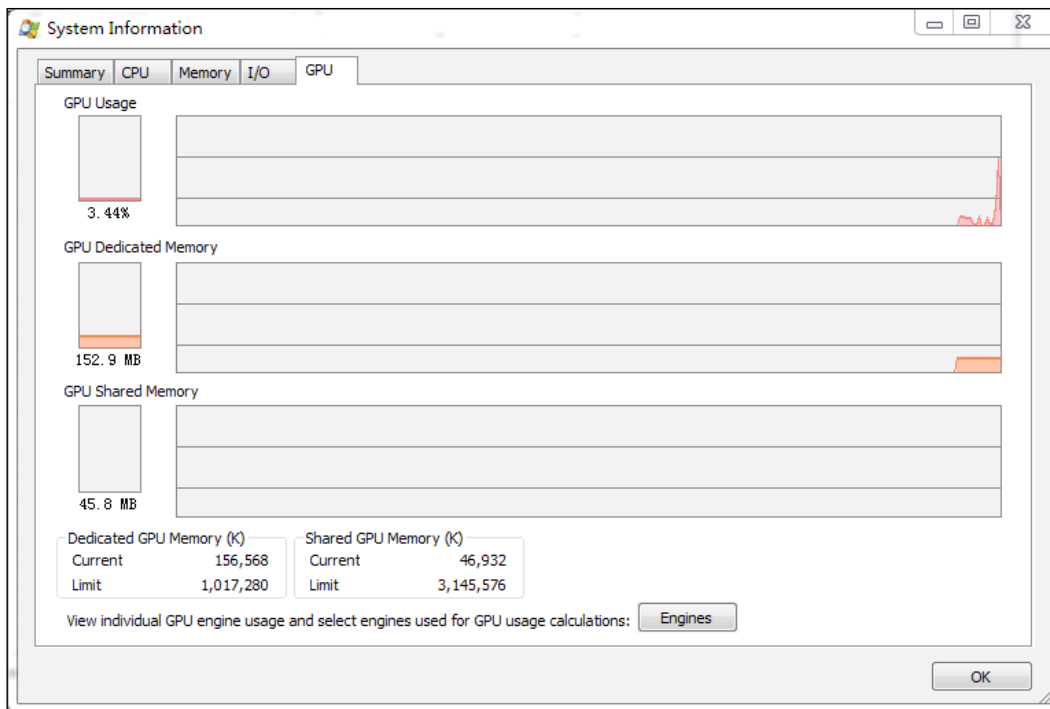 System Information
Summary CPU Memory I/O GPU
GPU Usage
3.44%
GPU Dedicated Memory
152.9 MB
GPU Shared Memory
45.8 MB
Dedicated GPU Memory (K) Shared GPU Memory (K)
Current 156,568 Current 46,932
Limit 1,017,280 Limit 3,145,576
View individual GPU engine usage and select engines used for GPU usage calculations: Engines
OK